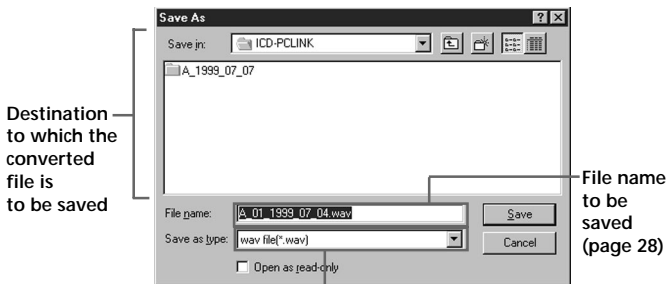 Save As
Save in: ICD-PCLINK
A_1999_07_07
Destination
to which the
converted
file is
to be saved
File name: A_01_1999_07_04.wav Save
Save as type: wav file(*.wav) Cancel
Open as read-only
File name
to be
saved
(page 28)